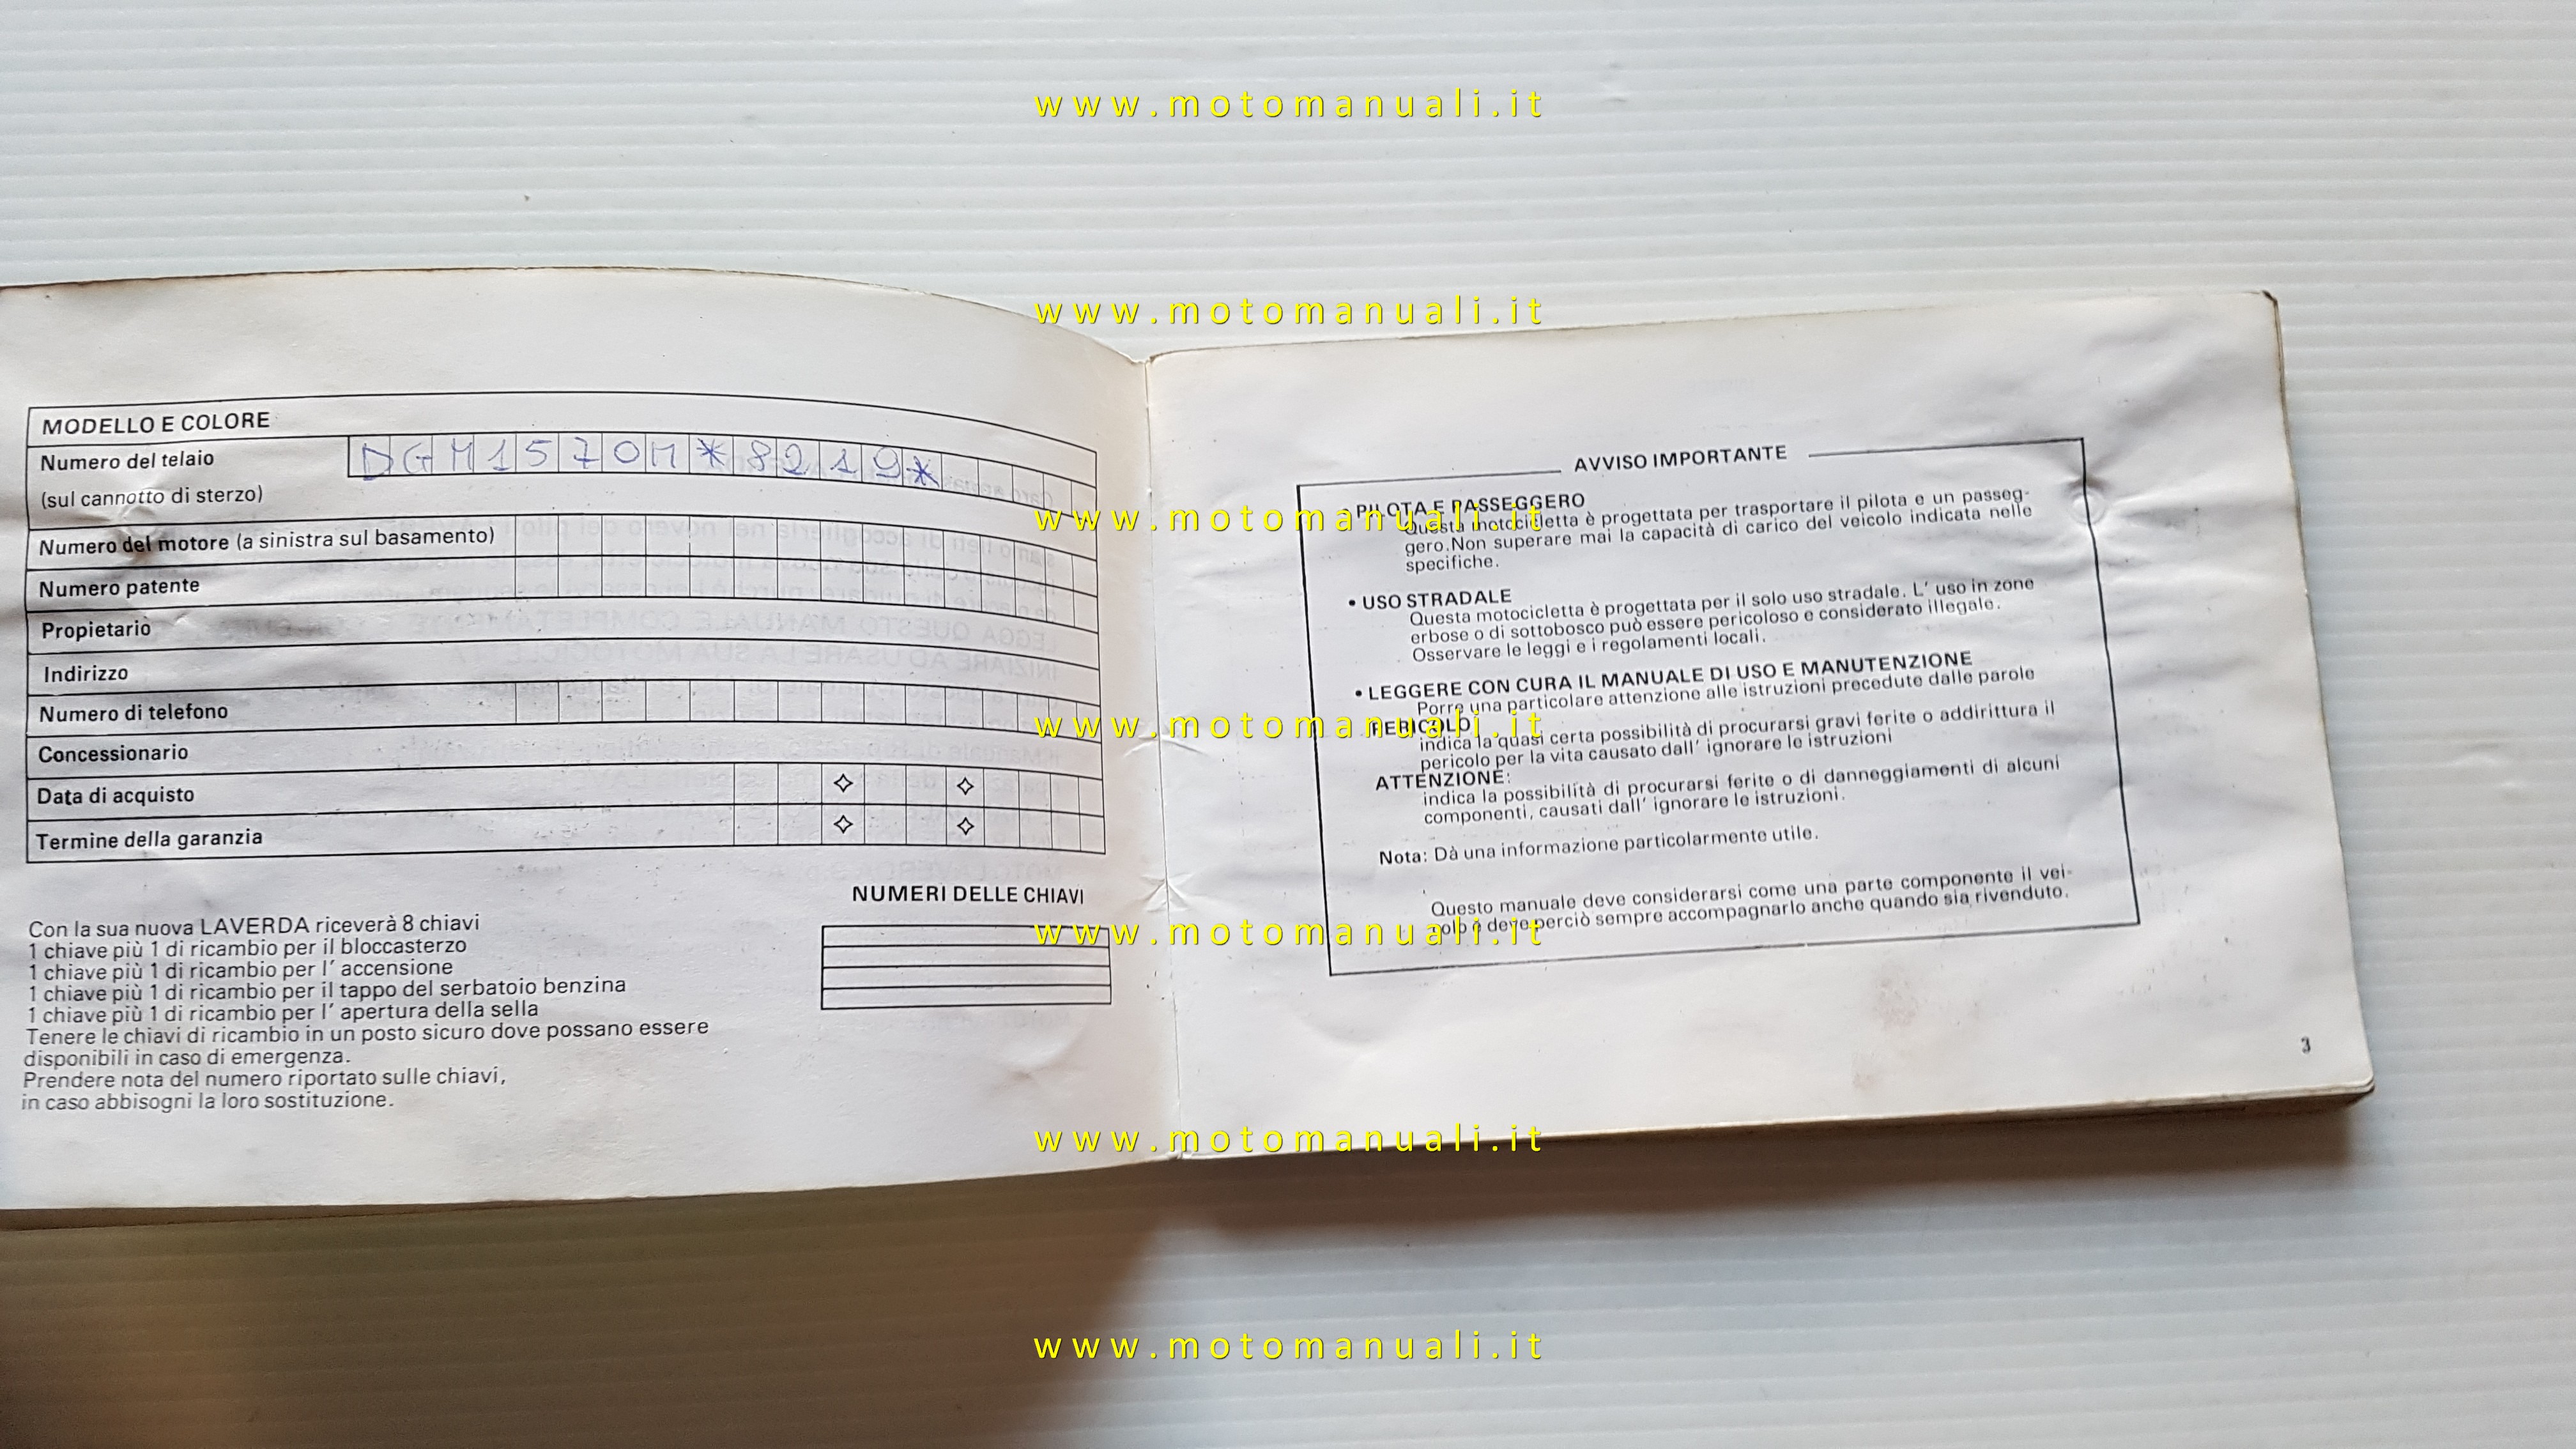 www.motomanuali.it
www.motomanuali.it
MODELLO E COLORE
Numero del telaio DGM1570M*8219*
(sul cannotto di sterzo)
Numero del motore (a sinistra sul basamento)
Numero patente
Propietario
Indirizzo
Numero di telefono
Concessionario
Data di acquisto
Termine della garanzia
NUMERI DELLE CHIAVI
Con la sua nuova LAVERDA riceverà 8 chiavi
1 chiave più 1 di ricambio per il bloccasterzo
1 chiave più 1 di ricambio per l' accensione
1 chiave più 1 di ricambio per il tappo del serbatoio benzina
1 chiave più 1 di ricambio per l' apertura della sella
Tenere le chiavi di ricambio in un posto sicuro dove possano essere
disponibili in caso di emergenza.
Prendere nota del numero riportato sulle chiavi,
in caso abbisogni la loro sostituzione.
AVVISO IMPORTANTE
• PILOTA E PASSEGGERO
Questa motocicletta è progettata per trasportare il pilota e un passeg-
gero.Non superare mai la capacità di carico del veicolo indicata nelle
specifiche.
www.motomanuali.it
• USO STRADALE
Questa motocicletta è progettata per il solo uso stradale. L' uso in zone
erbose o di sottobosco può essere pericoloso e considerato illegale.
Osservare le leggi e i regolamenti locali.
• LEGGERE CON CURA IL MANUALE DI USO E MANUTENZIONE
Porre una particolare attenzione alle istruzioni precedute dalle parole
PERICOLO:
www.motomanuali.it
indica la quasi certa possibilità di procurarsi gravi ferite o addirittura il
pericolo per la vita causato dall' ignorare le istruzioni
ATTENZIONE:
indica la possibilità di procurarsi ferite o di danneggiamenti di alcuni
componenti, causati dall' ignorare le istruzioni.
Nota: Dà una informazione particolarmente utile.
Questo manuale deve considerarsi come una parte componente il vei-
colo e deve perciò sempre accompagnarlo anche quando sia rivenduto.
www.motomanuali.it
3
www.motomanuali.it
www.motomanuali.it